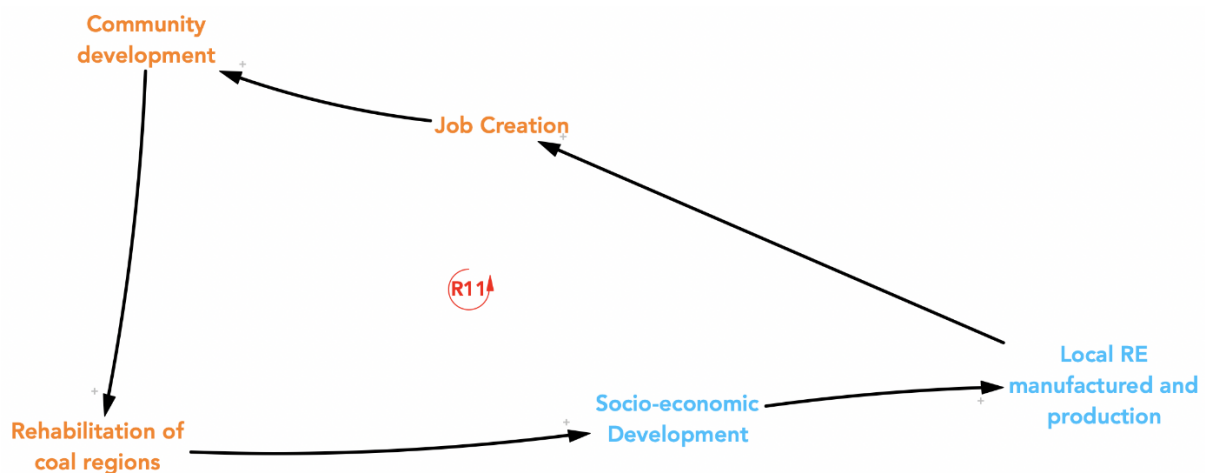 Community
development
+
Job Creation
+
R11
Local RE
manufactured and
production
+
Socio-economic
Development
+
Rehabilitation of
coal regions
+